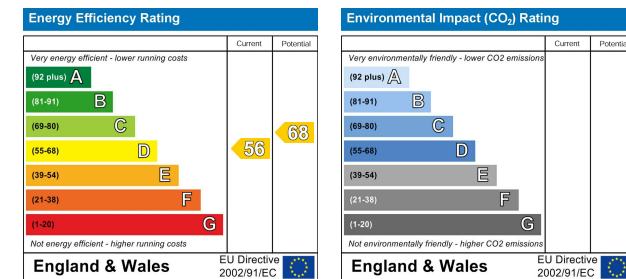 Energy Efficiency Rating
Current Potential
Very energy efficient - lower running costs
(92 plus) A
(81-91) B
(69-80) C
(55-68) D
(39-54) E
(21-38) F
(1-20) G
56
68
Not energy efficient - higher running costs
England & Wales
EU Directive
2002/91/EC
Environmental Impact (CO2) Rating
Current Potential
Very environmentally friendly - lower CO2 emissions
(92 plus) A
(81-91) B
(69-80) C
(55-68) D
(39-54) E
(21-38) F
(1-20) G
Not environmentally friendly - higher CO2 emissions
England & Wales
EU Directive
2002/91/EC